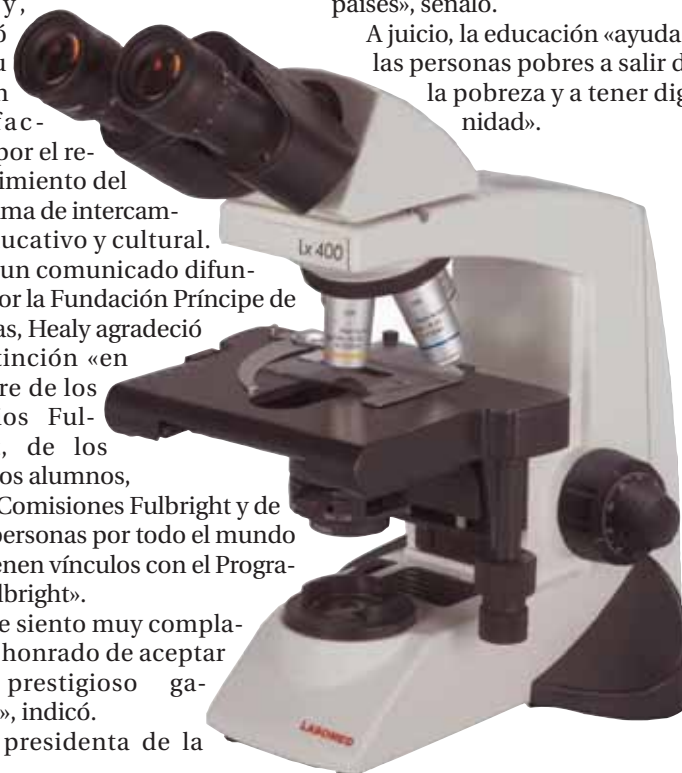 y,
ó
u
n
fac-
por el re-
imiento del
ma de intercam-
ucativo y cultural.
un comunicado difun-
or la Fundación Príncipe de
as, Healy agradeció
tinción «en
re de los
los Ful-
, de los
os alumnos,
Comisiones Fulbright y de
personas por todo el mundo
enen vínculos con el Progra-
lbright».
e siento muy compla-
honrado de aceptar
prestigioso ga-
», indicó.
presidenta de la
países», señaló.
A juicio, la educación «ayuda
las personas pobres a salir d
la pobreza y a tener dig
nidad».
Lx 400
LABOMED